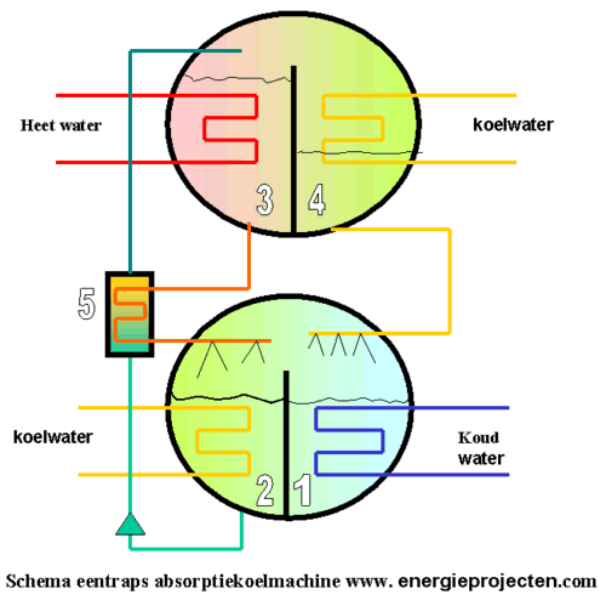 Heet water
koelwater
3 4
5
koelwater
Koud
water
2 1
Schema eentraps absorptiekoelmachine www. energieprojecten.com